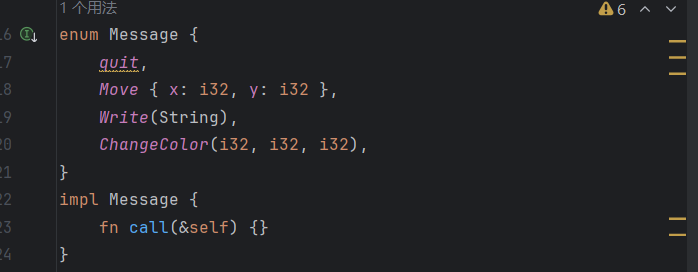 1 个用法
6
16 enum Message {
17 quit,
18 Move { x: i32, y: i32 },
19 Write(String),
20 ChangeColor(i32, i32, i32),
21 }
22 impl Message {
23 fn call(&self) {}
24 }